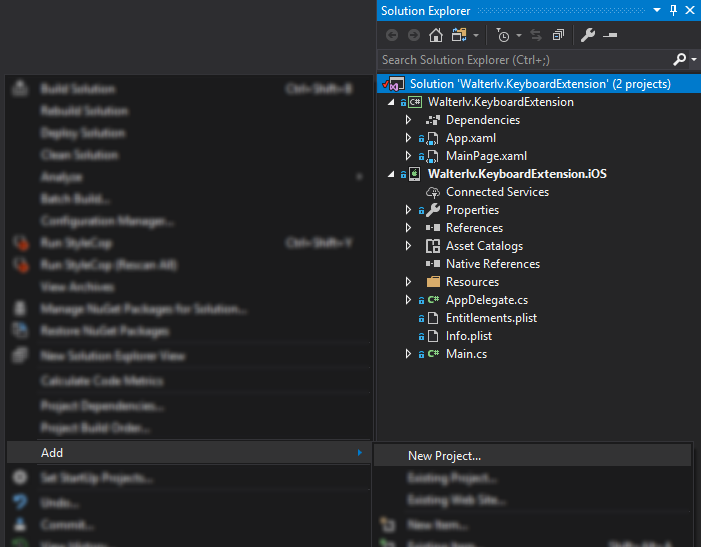 Solution Explorer
Search Solution Explorer (Ctrl+;)
Solution 'Walterlv.KeyboardExtension' (2 projects)
C# Walterlv.KeyboardExtension
Dependencies
App.xaml
MainPage.xaml
Walterlv.KeyboardExtension.iOS
Connected Services
Properties
References
Asset Catalogs
Native References
Resources
C# AppDelegate.cs
Entitlements.plist
Info.plist
C# Main.cs
Build Solution Ctrl+Shift+B
Rebuild Solution
Deploy Solution
Clean Solution
Analyze
Batch Build...
Configuration Manager...
Run StyleCop Ctrl+Shift+Y
Run StyleCop (Rescan All)
View Archives
Manage NuGet Packages for Solution...
Restore NuGet Packages
New Solution Explorer View
Calculate Code Metrics
Project Dependencies...
Project Build Order...
Add
Set StartUp Projects...
Undo...
Commit...
View History...
New Project...
Existing Project...
Existing Web Site...
New Item...
Existing Item... Shift+Alt+A